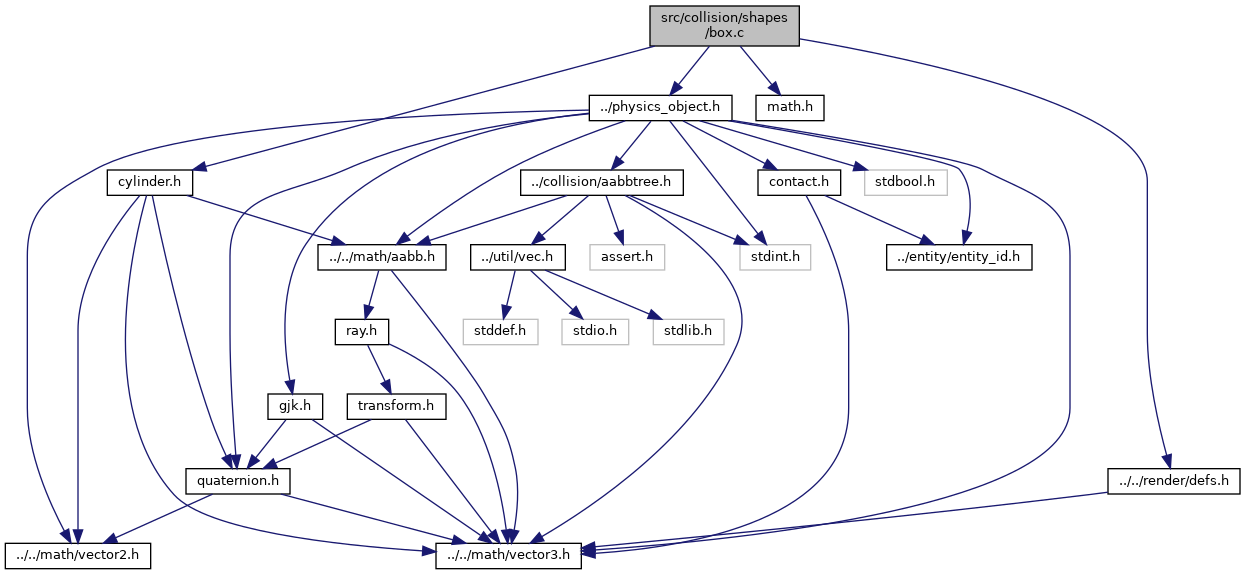 src/collision/shapes
/box.c
../physics_object.h
math.h
cylinder.h
../collision/aabbtree.h
contact.h
stdbool.h
../../math/aabb.h
../util/vec.h
assert.h
stdint.h
../entity/entity_id.h
ray.h
stddef.h
stdio.h
stdlib.h
gjk.h
transform.h
quaternion.h
../../render/defs.h
../../math/vector2.h
../../math/vector3.h